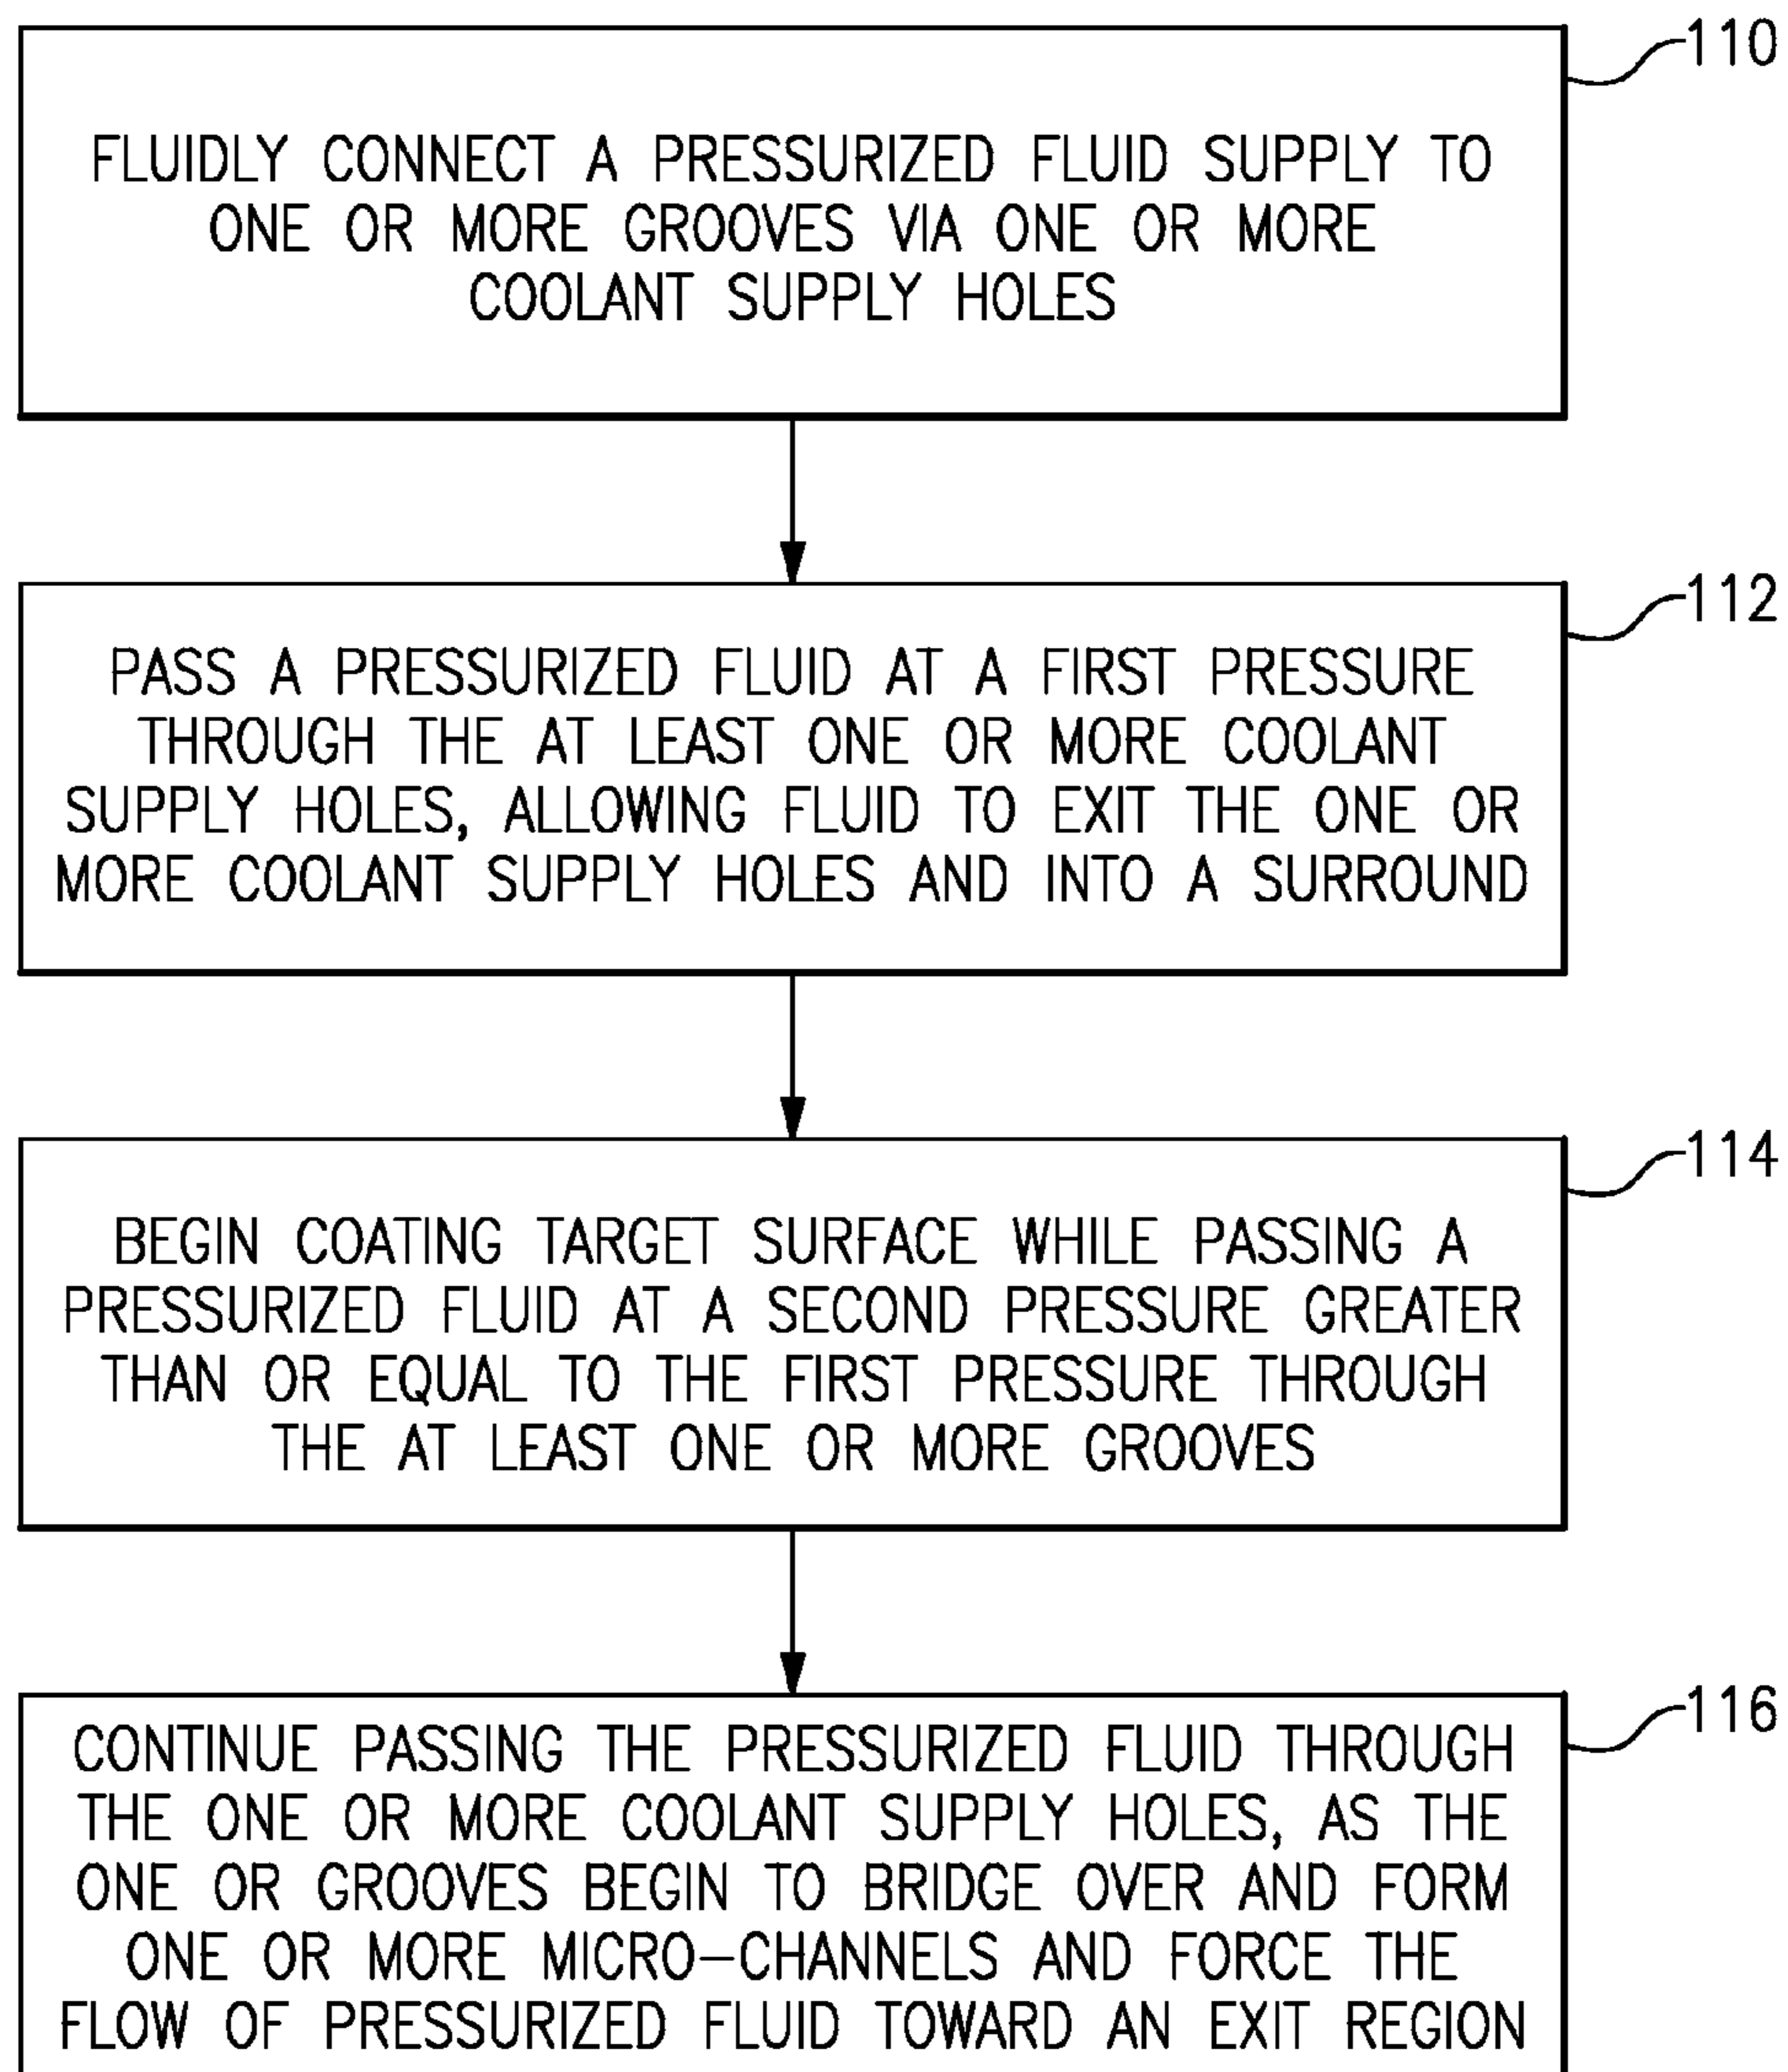 110
FLUIDLY CONNECT A PRESSURIZED FLUID SUPPLY TO
ONE OR MORE GROOVES VIA ONE OR MORE
COOLANT SUPPLY HOLES
112
PASS A PRESSURIZED FLUID AT A FIRST PRESSURE
THROUGH THE AT LEAST ONE OR MORE COOLANT
SUPPLY HOLES, ALLOWING FLUID TO EXIT THE ONE OR
MORE COOLANT SUPPLY HOLES AND INTO A SURROUND
114
BEGIN COATING TARGET SURFACE WHILE PASSING A
PRESSURIZED FLUID AT A SECOND PRESSURE GREATER
THAN OR EQUAL TO THE FIRST PRESSURE THROUGH
THE AT LEAST ONE OR MORE GROOVES
116
CONTINUE PASSING THE PRESSURIZED FLUID THROUGH
THE ONE OR MORE COOLANT SUPPLY HOLES, AS THE
ONE OR GROOVES BEGIN TO BRIDGE OVER AND FORM
ONE OR MORE MICRO-CHANNELS AND FORCE THE
FLOW OF PRESSURIZED FLUID TOWARD AN EXIT REGION